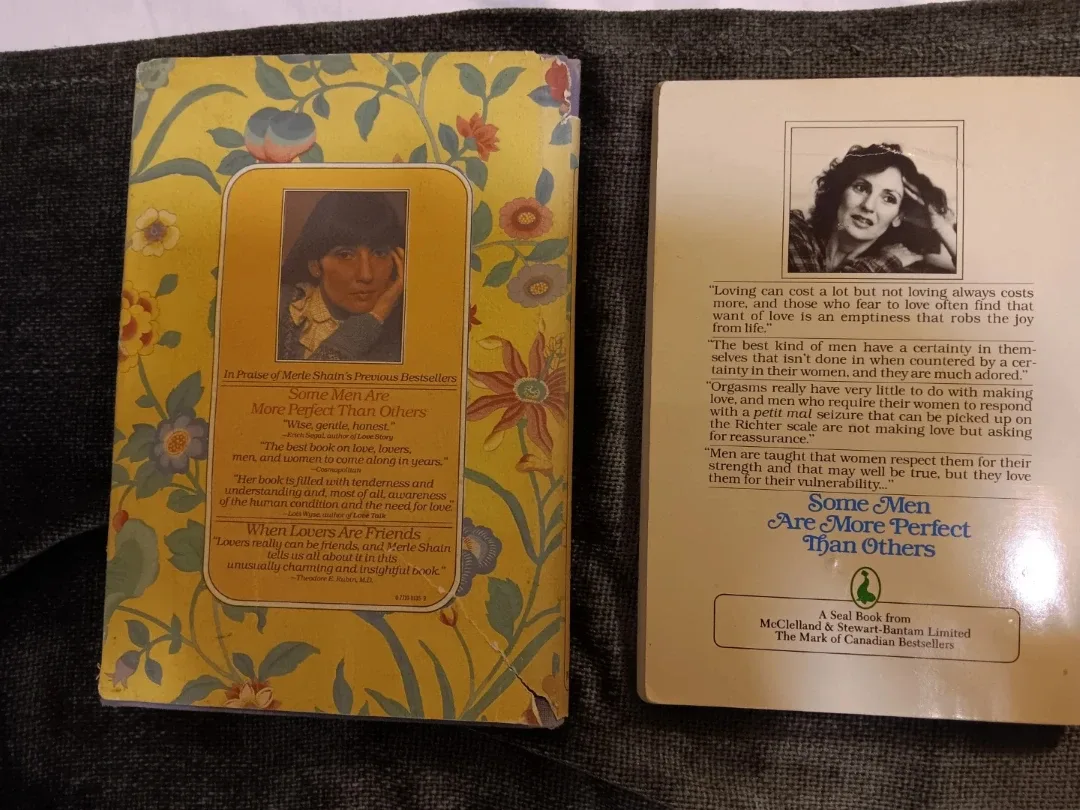 In Praise of Merle Shain's Previous Bestsellers
Some Men Are
More Perfect Than Others
"Wise, gentle, honest."
—Erich Segal, author of Love Story
"The best book on love, lovers,
men, and women to come along in years."
—Cosmopolitan
"Her book is filled with tenderness and
understanding and, most of all, awareness
of the human condition and the need for love."
—Lois Wyse, author of Love Talk
When Lovers Are Friends
"Lovers really can be friends, and Merle Shain
tells us all about it in this
unusually charming and insightful book."
—Theodore E. Rubin, M.D.
"Loving can cost a lot but not loving always costs
more, and those who fear to love often find that
want of love is an emptiness that robs the joy
from life."
"The best kind of men have a certainty in them-
selves that isn't done in when countered by a cer-
tainty in their women, and they are much adored."
"Orgasms really have very little to do with making
love, and men who require their women to respond
with a petit mal seizure that can be picked up on
the Richter scale are not making love but asking
for reassurance."
"Men are taught that women respect them for their
strength and that may well be true, but they love
them for their vulnerability..."
Some Men
Are More Perfect
Than Others
A Seal Book from
McClelland & Stewart-Bantam Limited
The Mark of Canadian Bestsellers